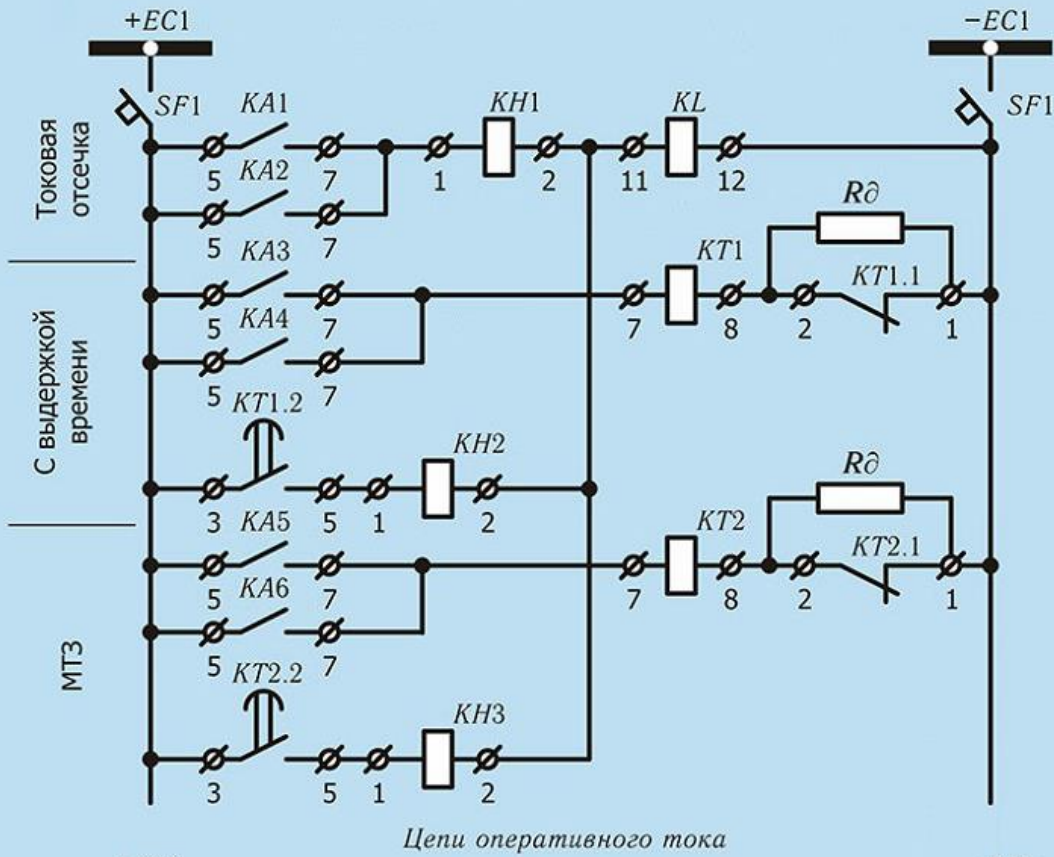 +EC1 −EC1
SF1 KA1 KH1 KL SF1
5 7 1 2 11 12
Токовая
отсечка
KA2 Rд
5 7
KA3 KT1 KT1.1
5 7 7 8 2 1
С выдержкой
времени
KA4
5 7
KT1.2 KH2 Rд
3 5 1 2
KA5 KT2 KT2.1
5 7 7 8 2 1
KA6
5 7
МТЗ
KT2.2 KH3
3 5 1 2
Цепи оперативного тока